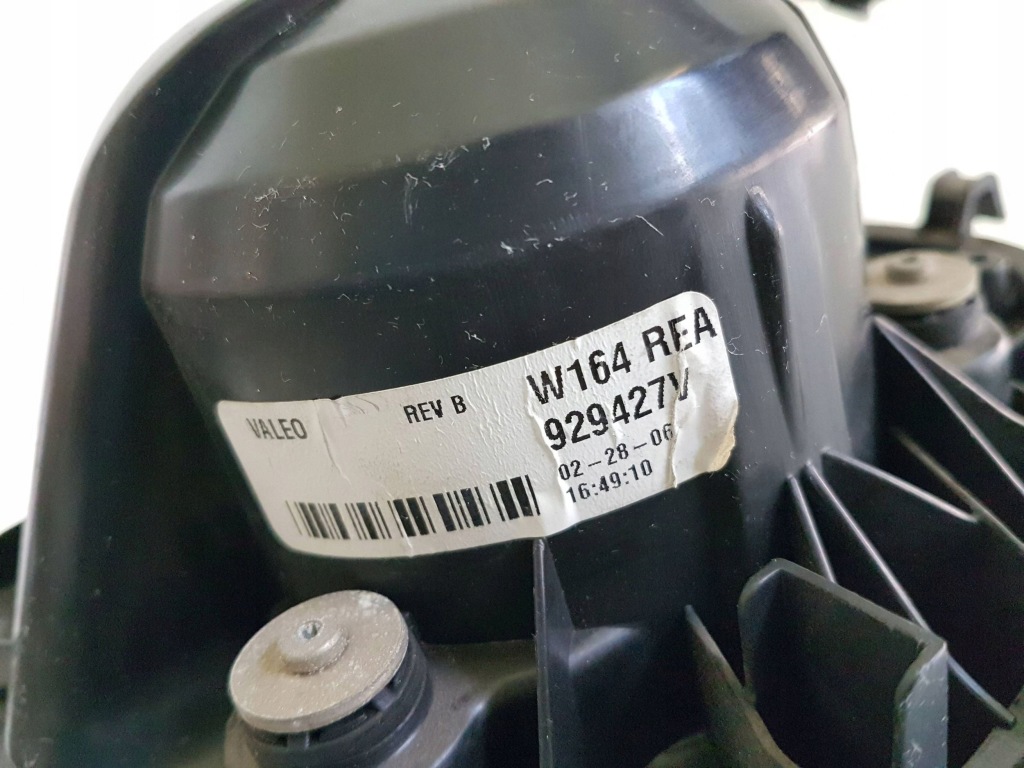 VALEO
REV B
W164 REA
929427V
02-28-06
16:49:10